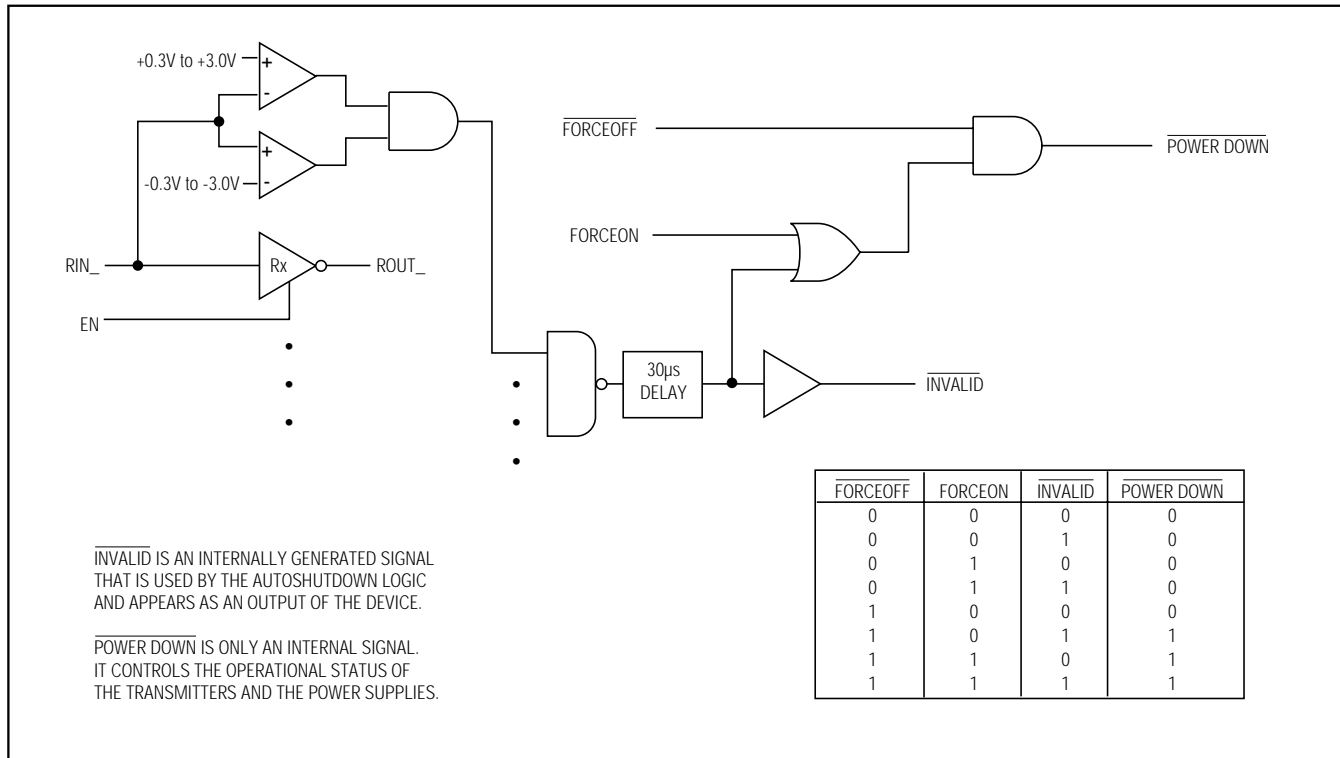 +0.3V to +3.0V
+
-
+
-
-0.3V to -3.0V
RIN_
Rx
ROUT_
EN
FORCEOFF
POWER DOWN
FORCEON
30µs
DELAY
INVALID
INVALID IS AN INTERNALLY GENERATED SIGNAL
THAT IS USED BY THE AUTOSHUTDOWN LOGIC
AND APPEARS AS AN OUTPUT OF THE DEVICE.
POWER DOWN IS ONLY AN INTERNAL SIGNAL.
IT CONTROLS THE OPERATIONAL STATUS OF
THE TRANSMITTERS AND THE POWER SUPPLIES.
FORCEOFF FORCEON INVALID POWER DOWN
0 0 0 0
0 0 1 0
0 1 0 0
0 1 1 0
1 0 0 0
1 0 1 1
1 1 0 1
1 1 1 1